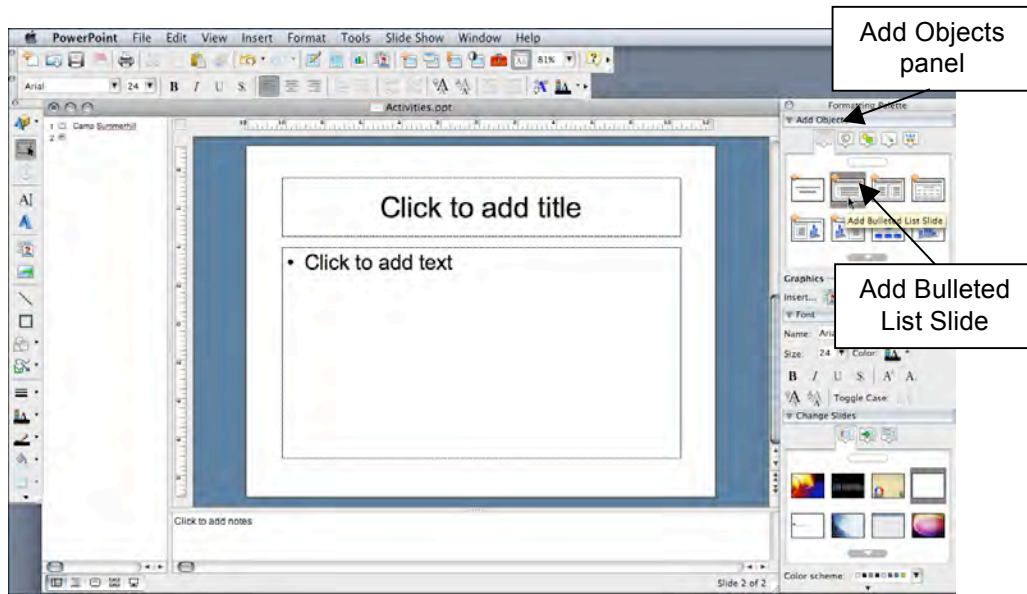 Add Objects
panel
PowerPoint File Edit View Insert Format Tools Slide Show Window Help
81%
Arial 24 B I U S
Activities.ppt
Formatting Palette
1 Camp Summerhill
2
Add Objects
Click to add title
• Click to add text
Add Bulleted List Slide
Add Bulleted
List Slide
Graphics
Insert...
Font
Name: Aria
Size: 24 Color:
B I U S A A
Toggle Case:
Change Slides
Click to add notes
Slide 2 of 2
Color scheme: